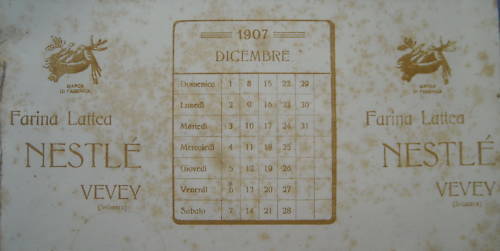 MARCA
DI FABBRICA
Farina Lattea
NESTLÉ
VEVEY
(Svizzera)
1907
DICEMBRE
Domenica 1 8 15 22 29
Lunedì 2 9 16 23 30
Martedì 3 10 17 24 31
Mercoledì 4 11 18 25
Giovedì 5 12 19 26
Venerdì 6 13 20 27
Sabato 7 14 21 28
MARCA
DI FABBRICA
Farina Lattea
NESTLÉ
VEVEY
(Svizzera)